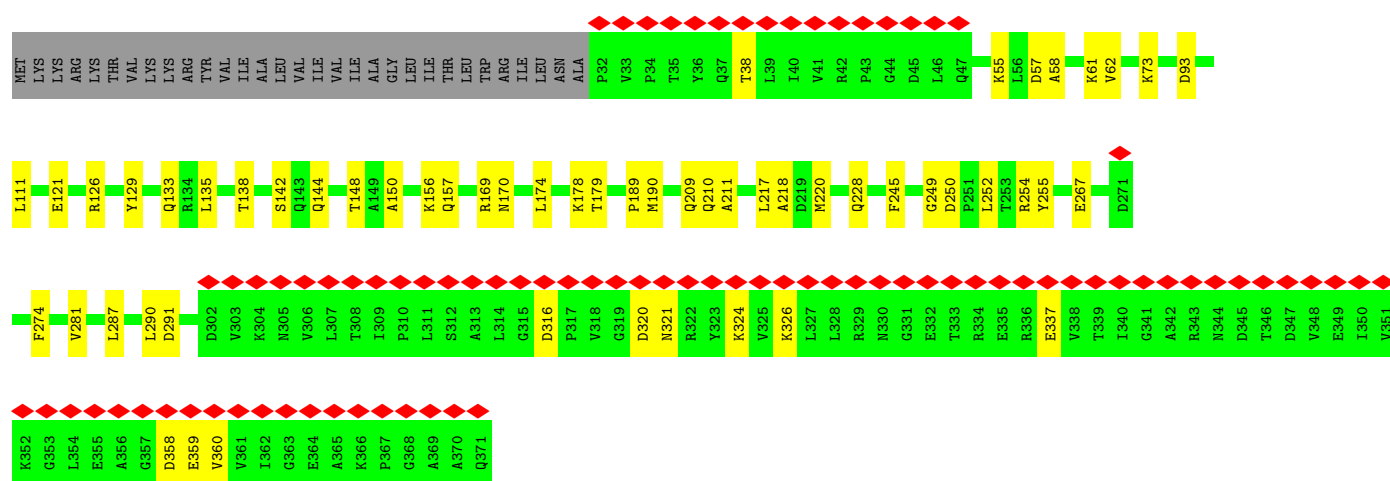 MET LYS LYS ARG LYS THR VAL LYS LYS ARG TYR VAL ILE ALA LEU VAL ILE VAL ILE ALA GLY LEU ILE THR LEU TRP ARG ILE LEU ASN ALA P32 V33 P34 T35 Y36 Q37 T38 L39 I40 V41 R42 P43 G44 D45 L46 Q47 K55 L56 D57 A58 K61 V62 K73 D93
L111 E121 R126 Y129 Q133 R134 L135 T138 S142 Q143 Q144 T148 A149 A150 K156 Q157 R169 N170 L174 K178 T179 P189 M190 Q209 Q210 A211 L217 A218 D219 M220 Q228 F245 G249 D250 P251 L252 T253 R254 Y255 E267 D271
F274 V281 L287 L290 D291 D302 V303 K304 N305 V306 L307 T308 I309 P310 L311 S312 A313 L314 G315 D316 P317 V318 G319 D320 N321 R322 Y323 K324 V325 K326 L327 L328 R329 N330 G331 E332 T333 R334 E335 R336 E337 V338 T339 I340 G341 A342 R343 N344 D345 T346 D347 V348 E349 I350 V351
K352 G353 L354 E355 A356 G357 D358 E359 V360 V361 I362 G363 E364 A365 K366 P367 G368 A369 A370 Q371